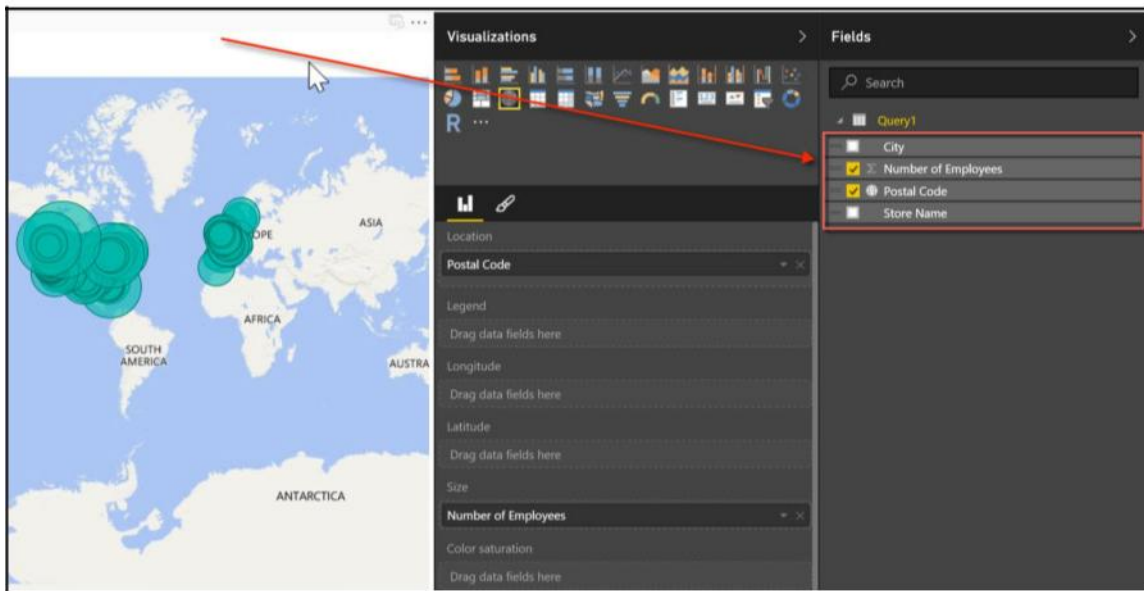 Visualizations
Fields
Search
Query1
City
Number of Employees
Postal Code
Store Name
R ...
Location
Postal Code
Legend
Drag data fields here
Longitude
Drag data fields here
Latitude
Drag data fields here
Size
Number of Employees
Color saturation
Drag data fields here
OPE
ASIA
AFRICA
SOUTH
AMERICA
AUSTRA
ANTARCTICA